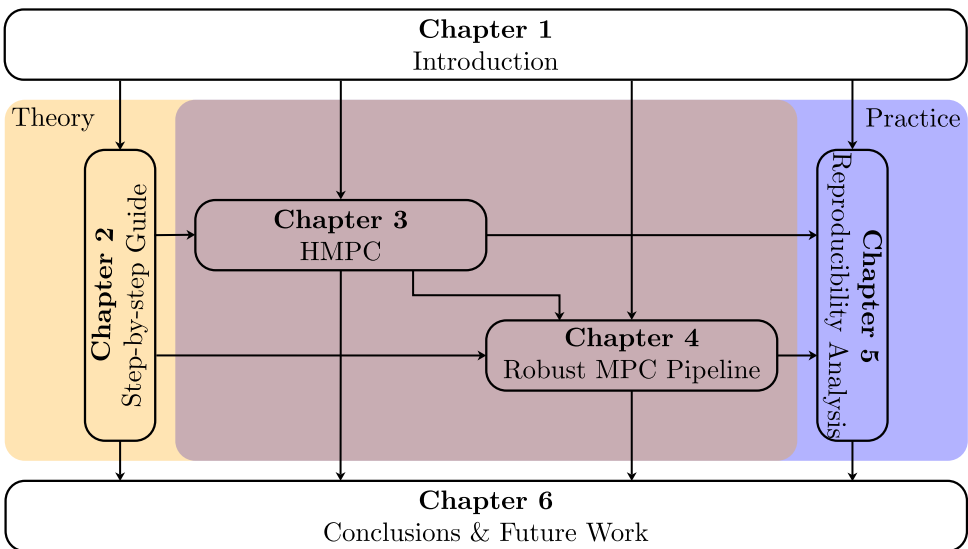 Chapter 1
Introduction
Theory
Practice
Chapter 2
Step-by-step Guide
Chapter 3
HMPC
Chapter 4
Robust MPC Pipeline
Chapter 5
Reproducibility Analysis
Chapter 6
Conclusions & Future Work